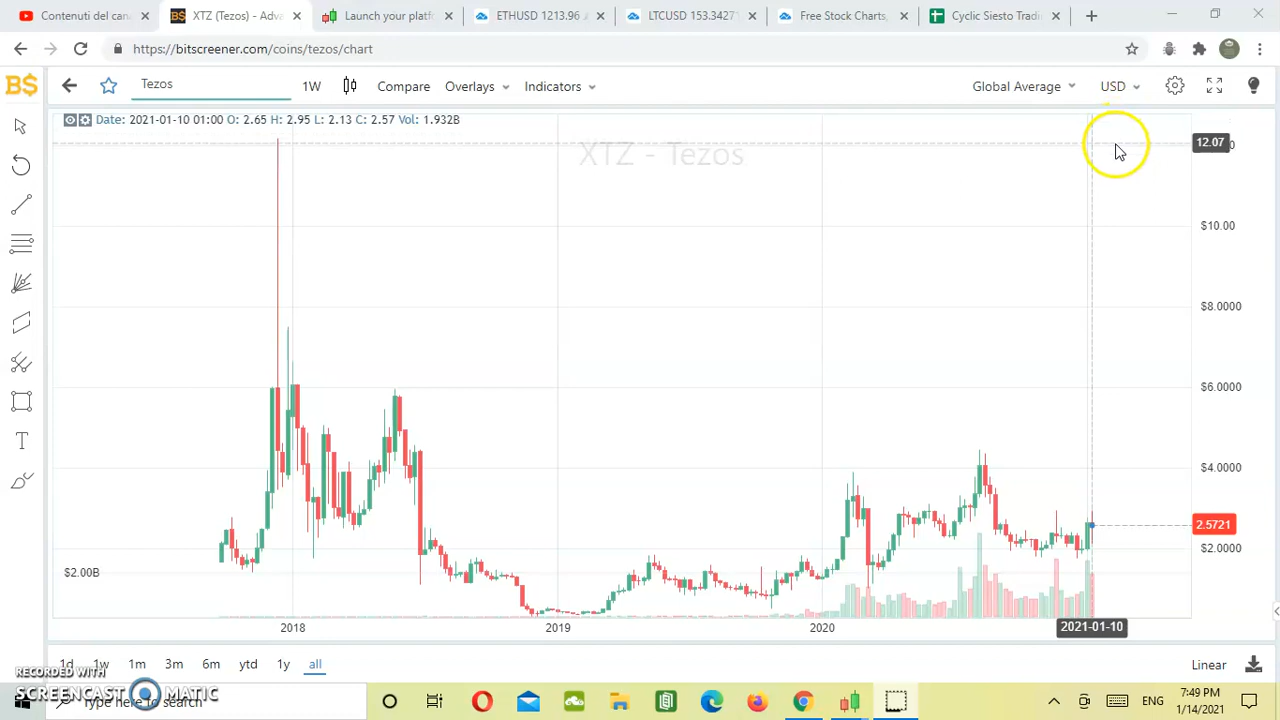 Contenuti del cana
XTZ (Tezos) - Adva
Launch your platf
ETHUSD 1213.96
LTCUSD 153.342
Free Stock Charts
Cyclic Siesto Tradi
https://bitscreener.com/coins/tezos/chart
B$
Tezos
1W
Compare
Overlays
Indicators
Global Average
USD
Date: 2021-01-10 01:00 O: 2.65 H: 2.95 L: 2.13 C: 2.57 Vol: 1.932B
XTZ - Tezos
12.07
$10.00
$8.0000
$6.0000
$4.0000
2.5721
$2.0000
$2.00B
2018
2019
2020
2021-01-10
1d
1w
1m
3m
6m
ytd
1y
all
Linear
RECORDED WITH
SCREENCAST MATIC
Type here to search
ENG
7:49 PM
1/14/2021